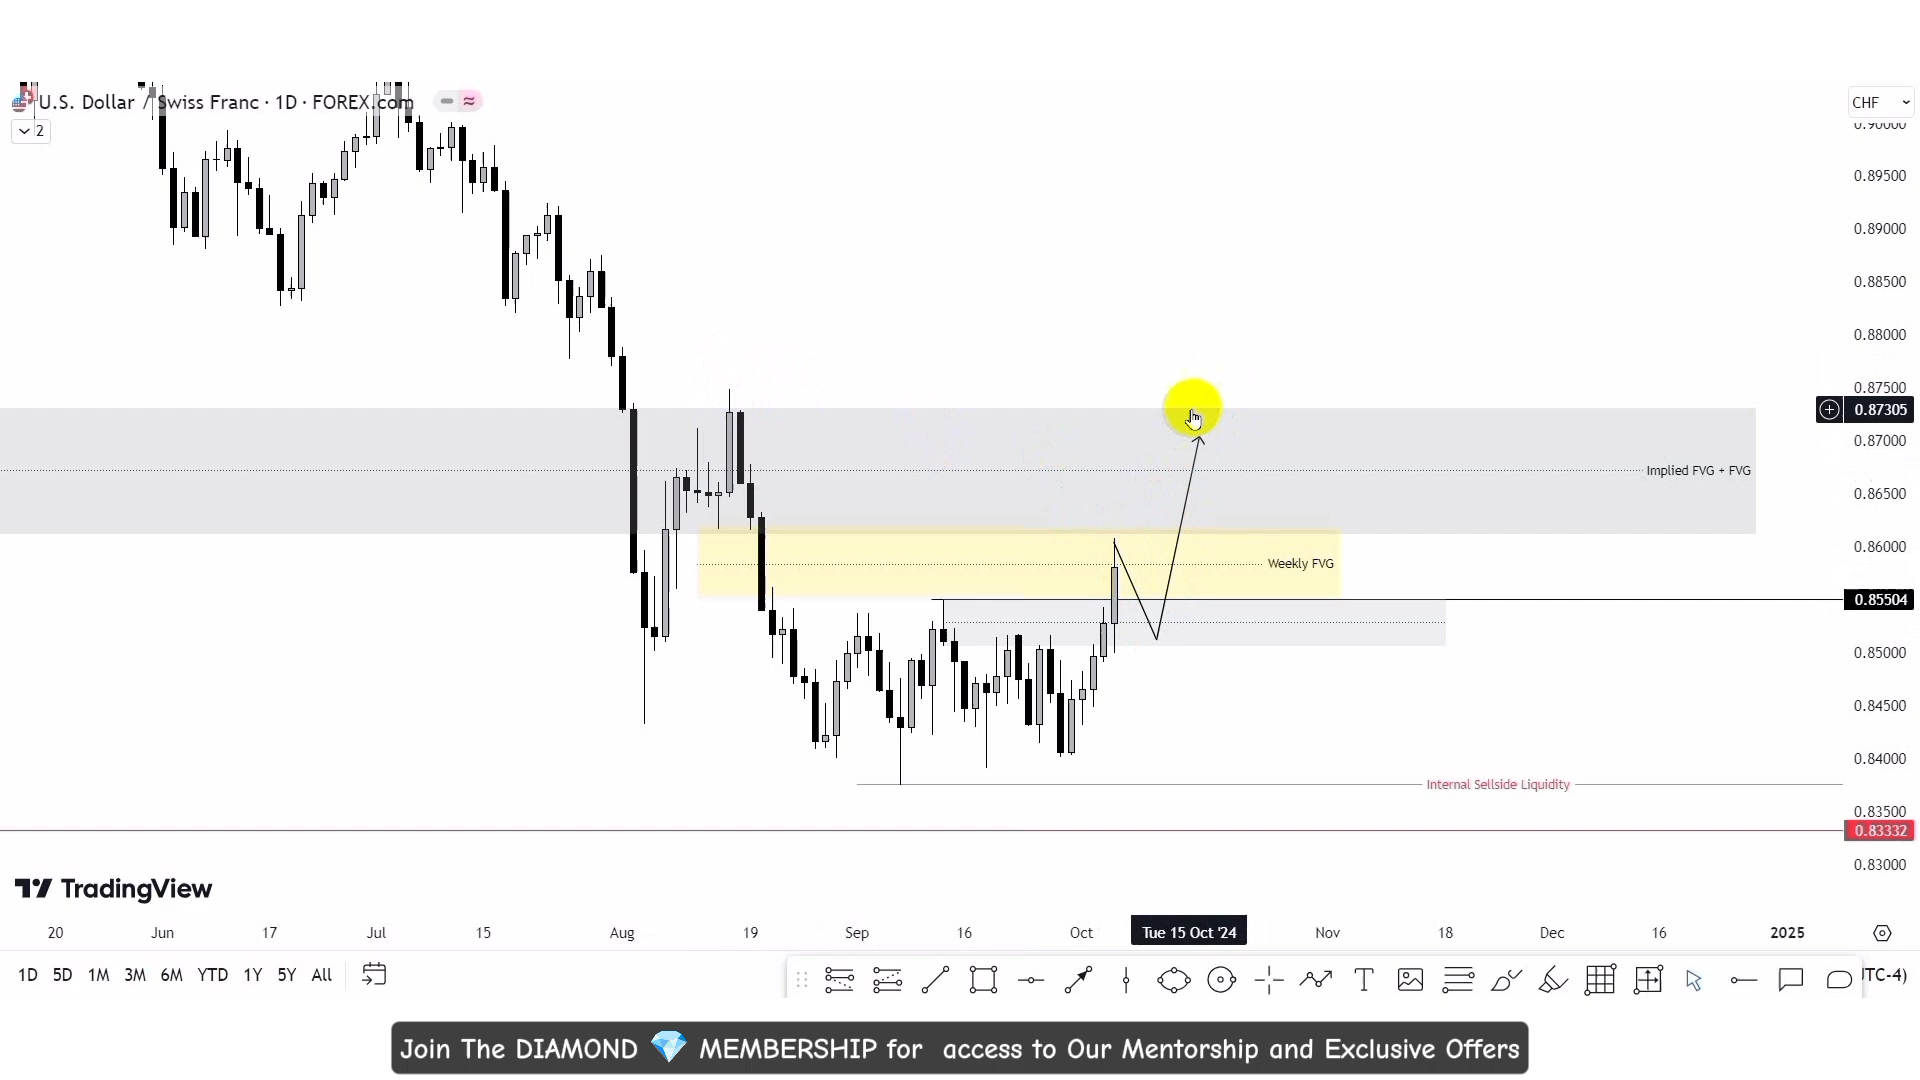 U.S. Dollar / Swiss Franc · 1D · FOREX.com
CHF
2
0.90000
0.89500
0.89000
0.88500
0.88000
0.87500
0.87305
0.87000
Implied FVG + FVG
0.86500
0.86000
Weekly FVG
0.85504
0.85000
0.84500
0.84000
Internal Sellside Liquidity
0.83500
0.83332
0.83000
TradingView
20 Jun 17 Jul 15 Aug 19 Sep 16 Oct Tue 15 Oct '24 Nov 18 Dec 16 2025
1D 5D 1M 3M 6M YTD 1Y 5Y All TC-4)
Join The DIAMOND 💎 MEMBERSHIP for access to Our Mentorship and Exclusive Offers